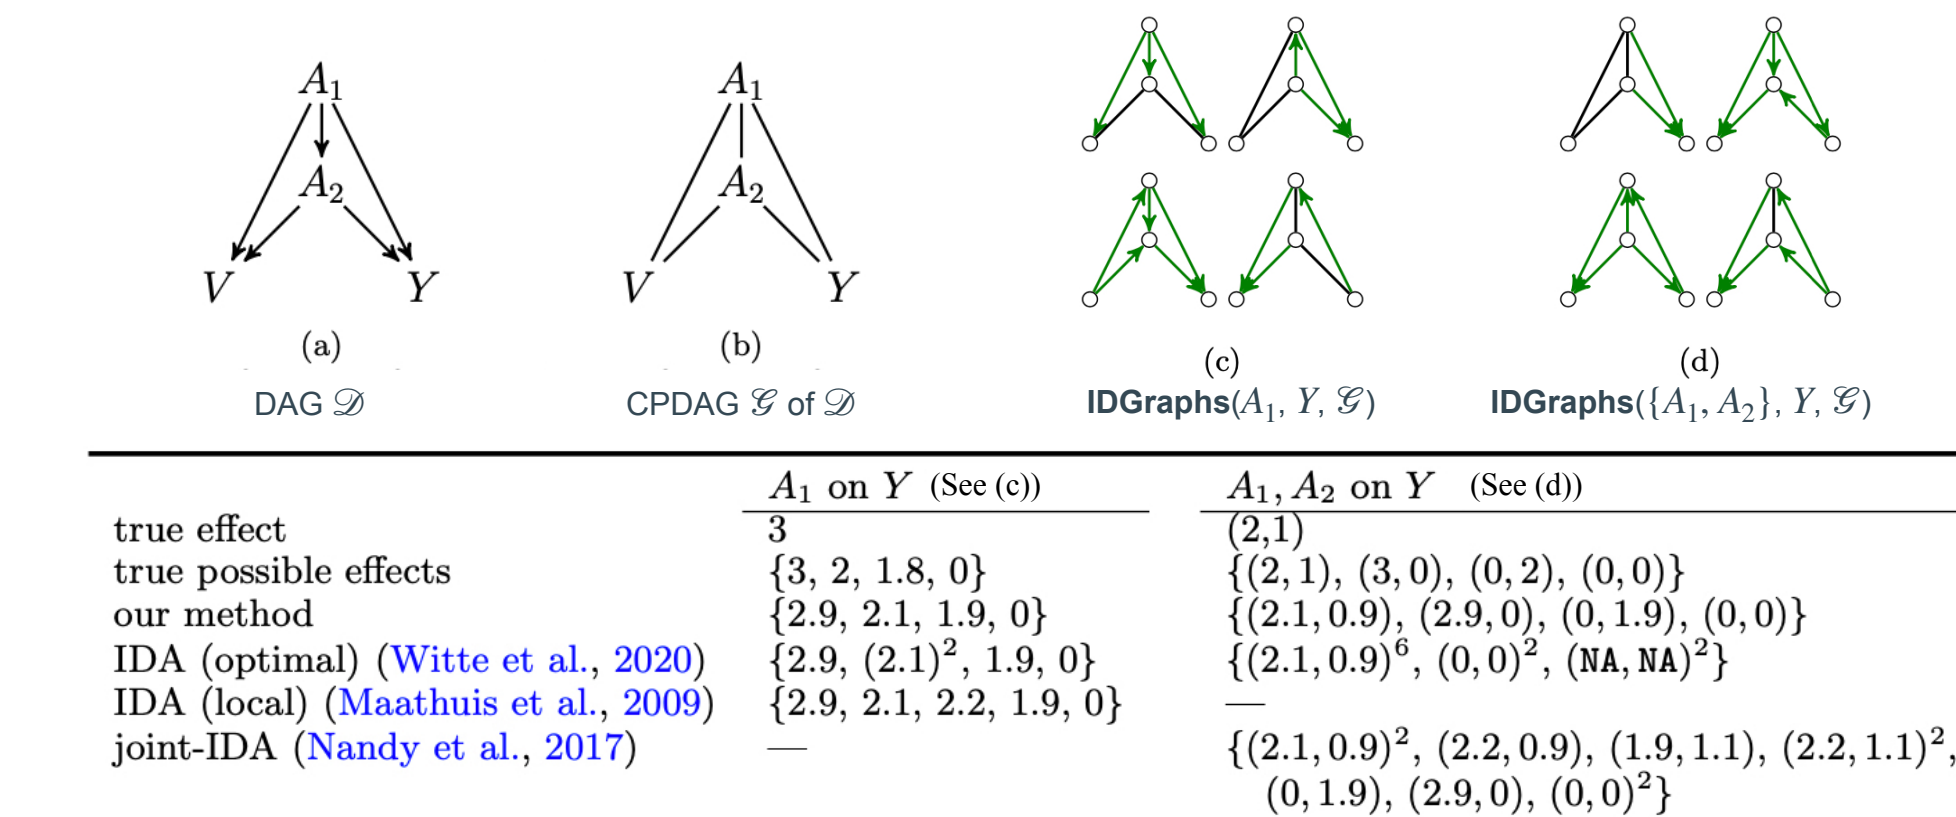 A₁ A₁
A₂ A₂
V Y V Y
(a) (b) (c) (d)
DAG 𝒟 CPDAG 𝒢 of 𝒟 IDGraphs(A₁, Y, 𝒢) IDGraphs({A₁, A₂}, Y, 𝒢)
A₁ on Y (See (c)) A₁, A₂ on Y (See (d))
true effect 3 (2,1)
true possible effects {3, 2, 1.8, 0} {(2, 1), (3, 0), (0, 2), (0, 0)}
our method {2.9, 2.1, 1.9, 0} {(2.1, 0.9), (2.9, 0), (0, 1.9), (0, 0)}
IDA (optimal) (Witte et al., 2020) {2.9, (2.1)², 1.9, 0} {(2.1, 0.9)⁶, (0, 0)², (NA, NA)²}
IDA (local) (Maathuis et al., 2009) {2.9, 2.1, 2.2, 1.9, 0} —
joint-IDA (Nandy et al., 2017) — {(2.1, 0.9)², (2.2, 0.9), (1.9, 1.1), (2.2, 1.1)²,
(0, 1.9), (2.9, 0), (0, 0)²}